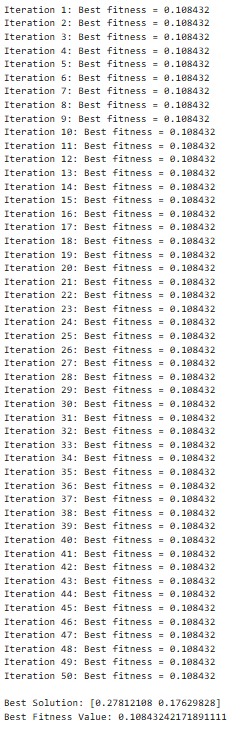 Iteration 1: Best fitness = 0.108432
Iteration 2: Best fitness = 0.108432
Iteration 3: Best fitness = 0.108432
Iteration 4: Best fitness = 0.108432
Iteration 5: Best fitness = 0.108432
Iteration 6: Best fitness = 0.108432
Iteration 7: Best fitness = 0.108432
Iteration 8: Best fitness = 0.108432
Iteration 9: Best fitness = 0.108432
Iteration 10: Best fitness = 0.108432
Iteration 11: Best fitness = 0.108432
Iteration 12: Best fitness = 0.108432
Iteration 13: Best fitness = 0.108432
Iteration 14: Best fitness = 0.108432
Iteration 15: Best fitness = 0.108432
Iteration 16: Best fitness = 0.108432
Iteration 17: Best fitness = 0.108432
Iteration 18: Best fitness = 0.108432
Iteration 19: Best fitness = 0.108432
Iteration 20: Best fitness = 0.108432
Iteration 21: Best fitness = 0.108432
Iteration 22: Best fitness = 0.108432
Iteration 23: Best fitness = 0.108432
Iteration 24: Best fitness = 0.108432
Iteration 25: Best fitness = 0.108432
Iteration 26: Best fitness = 0.108432
Iteration 27: Best fitness = 0.108432
Iteration 28: Best fitness = 0.108432
Iteration 29: Best fitness = 0.108432
Iteration 30: Best fitness = 0.108432
Iteration 31: Best fitness = 0.108432
Iteration 32: Best fitness = 0.108432
Iteration 33: Best fitness = 0.108432
Iteration 34: Best fitness = 0.108432
Iteration 35: Best fitness = 0.108432
Iteration 36: Best fitness = 0.108432
Iteration 37: Best fitness = 0.108432
Iteration 38: Best fitness = 0.108432
Iteration 39: Best fitness = 0.108432
Iteration 40: Best fitness = 0.108432
Iteration 41: Best fitness = 0.108432
Iteration 42: Best fitness = 0.108432
Iteration 43: Best fitness = 0.108432
Iteration 44: Best fitness = 0.108432
Iteration 45: Best fitness = 0.108432
Iteration 46: Best fitness = 0.108432
Iteration 47: Best fitness = 0.108432
Iteration 48: Best fitness = 0.108432
Iteration 49: Best fitness = 0.108432
Iteration 50: Best fitness = 0.108432
Best Solution: [0.27812108 0.17629828]
Best Fitness Value: 0.10843242171891111